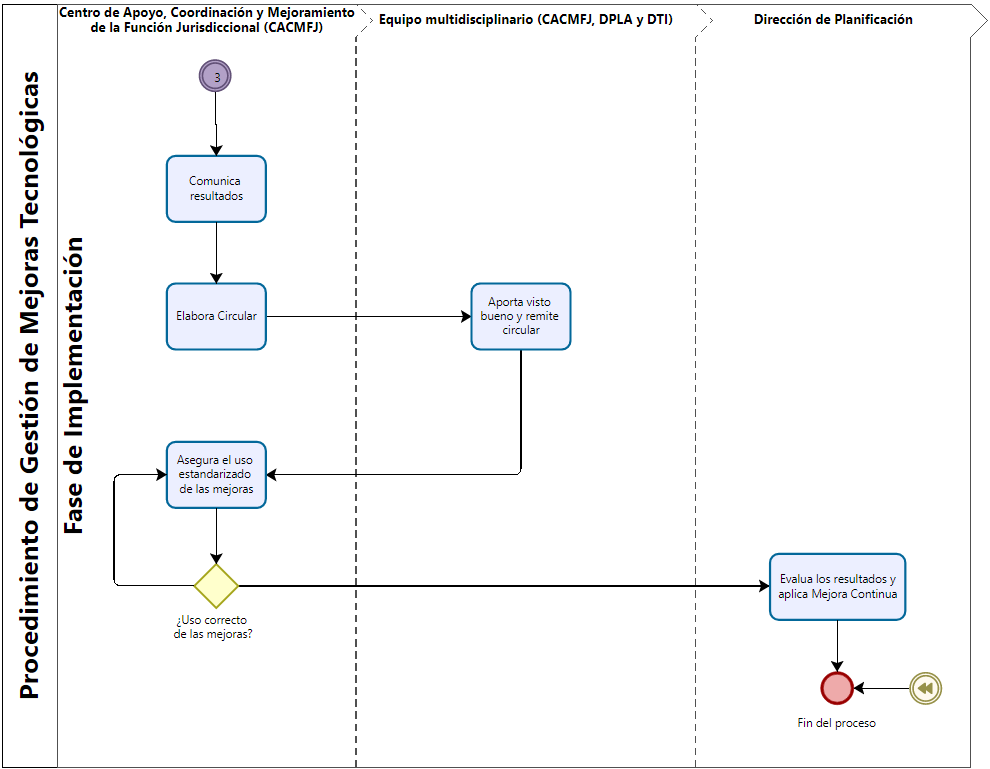 Centro de Apoyo, Coordinación y Mejoramiento
de la Función Jurisdiccional (CACMFJ)
Equipo multidisciplinario (CACMFJ, DPLA y DTI)
Dirección de Planificación
Procedimiento de Gestión de Mejoras Tecnológicas
Fase de Implementación
3
Comunica
resultados
Elabora Circular
Aporta visto
bueno y remite
circular
Asegura el uso
estandarizado
de las mejoras
¿Uso correcto
de las mejoras?
Evalua los resultados y
aplica Mejora Continua
Fin del proceso